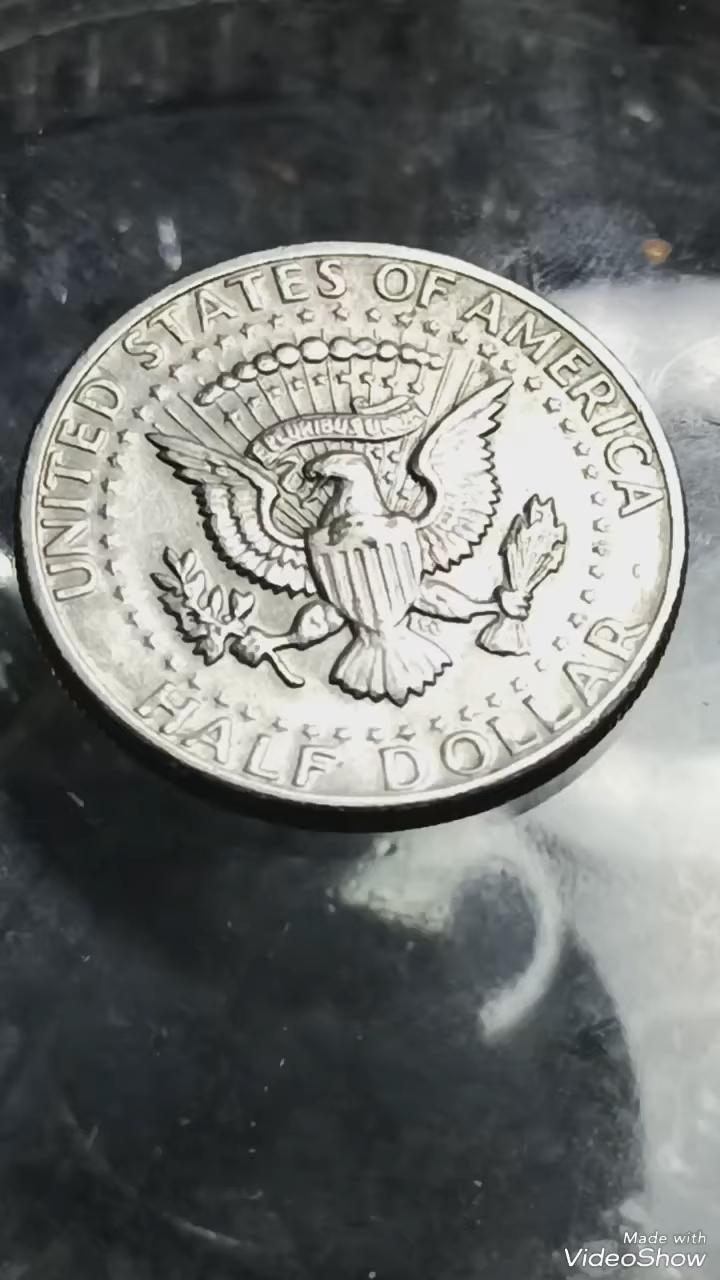 UNITED STATES OF AMERICA
E PLURIBUS UNUM
HALF DOLLAR
Made with
VideoShow